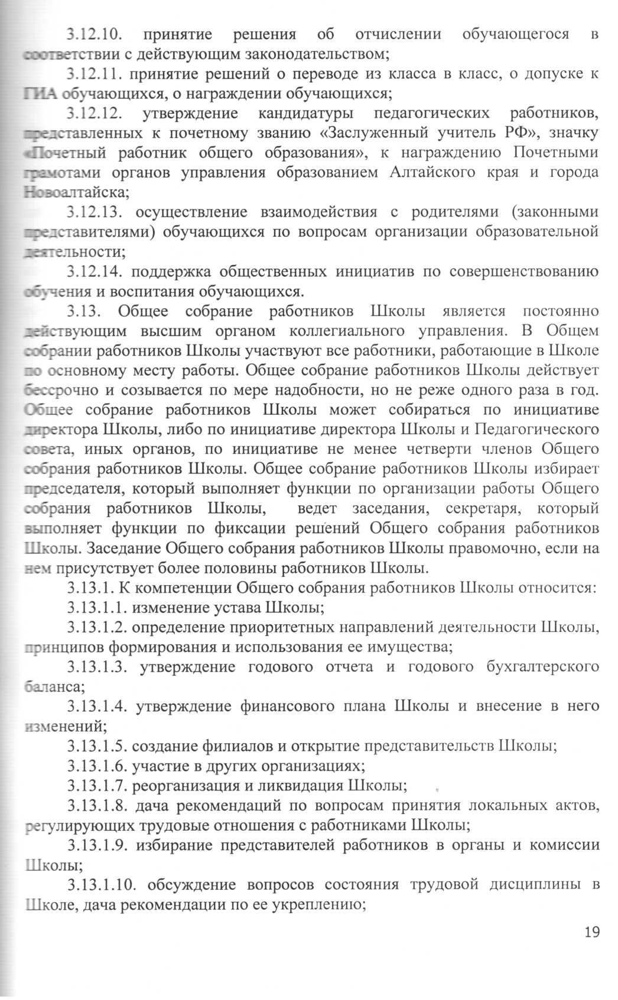 3.12.10. принятие решения об отчислении обучающегося в
соответствии с действующим законодательством;
3.12.11. принятие решений о переводе из класса в класс, о допуске к
ГИА обучающихся, о награждении обучающихся;
3.12.12. утверждение кандидатуры педагогических работников,
представленных к почетному званию «Заслуженный учитель РФ», значку
«Почетный работник общего образования», к награждению Почетными
грамотами органов управления образованием Алтайского края и города
Новоалтайска;
3.12.13. осуществление взаимодействия с родителями (законными
представителями) обучающихся по вопросам организации образовательной
деятельности;
3.12.14. поддержка общественных инициатив по совершенствованию
обучения и воспитания обучающихся.
3.13. Общее собрание работников Школы является постоянно
действующим высшим органом коллегиального управления. В Общем
собрании работников Школы участвуют все работники, работающие в Школе
по основному месту работы. Общее собрание работников Школы действует
бессрочно и созывается по мере надобности, но не реже одного раза в год.
Общее собрание работников Школы может собираться по инициативе
директора Школы, либо по инициативе директора Школы и Педагогического
совета, иных органов, по инициативе не менее четверти членов Общего
собрания работников Школы. Общее собрание работников Школы избирает
председателя, который выполняет функции по организации работы Общего
собрания работников Школы, ведет заседания, секретаря, который
выполняет функции по фиксации решений Общего собрания работников
Школы. Заседание Общего собрания работников Школы правомочно, если на
нем присутствует более половины работников Школы.
3.13.1. К компетенции Общего собрания работников Школы относится:
3.13.1.1. изменение устава Школы;
3.13.1.2. определение приоритетных направлений деятельности Школы,
принципов формирования и использования ее имущества;
3.13.1.3. утверждение годового отчета и годового бухгалтерского
баланса;
3.13.1.4. утверждение финансового плана Школы и внесение в него
изменений;
3.13.1.5. создание филиалов и открытие представительств Школы;
3.13.1.6. участие в других организациях;
3.13.1.7. реорганизация и ликвидация Школы;
3.13.1.8. дача рекомендаций по вопросам принятия локальных актов,
регулирующих трудовые отношения с работниками Школы;
3.13.1.9. избирание представителей работников в органы и комиссии
Школы;
3.13.1.10. обсуждение вопросов состояния трудовой дисциплины в
Школе, дача рекомендации по ее укреплению;
19